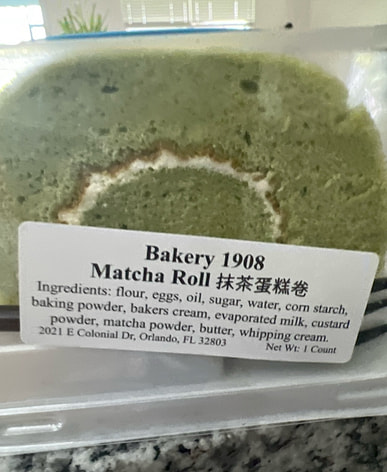 Bakery 1908
Matcha Roll 抹茶蛋糕卷
Ingredients: flour, eggs, oil, sugar, water, corn starch,
baking powder, bakers cream, evaporated milk, custard
powder, matcha powder, butter, whipping cream.
2021 E Colonial Dr, Orlando, FL 32803 Net Wt: 1 Count